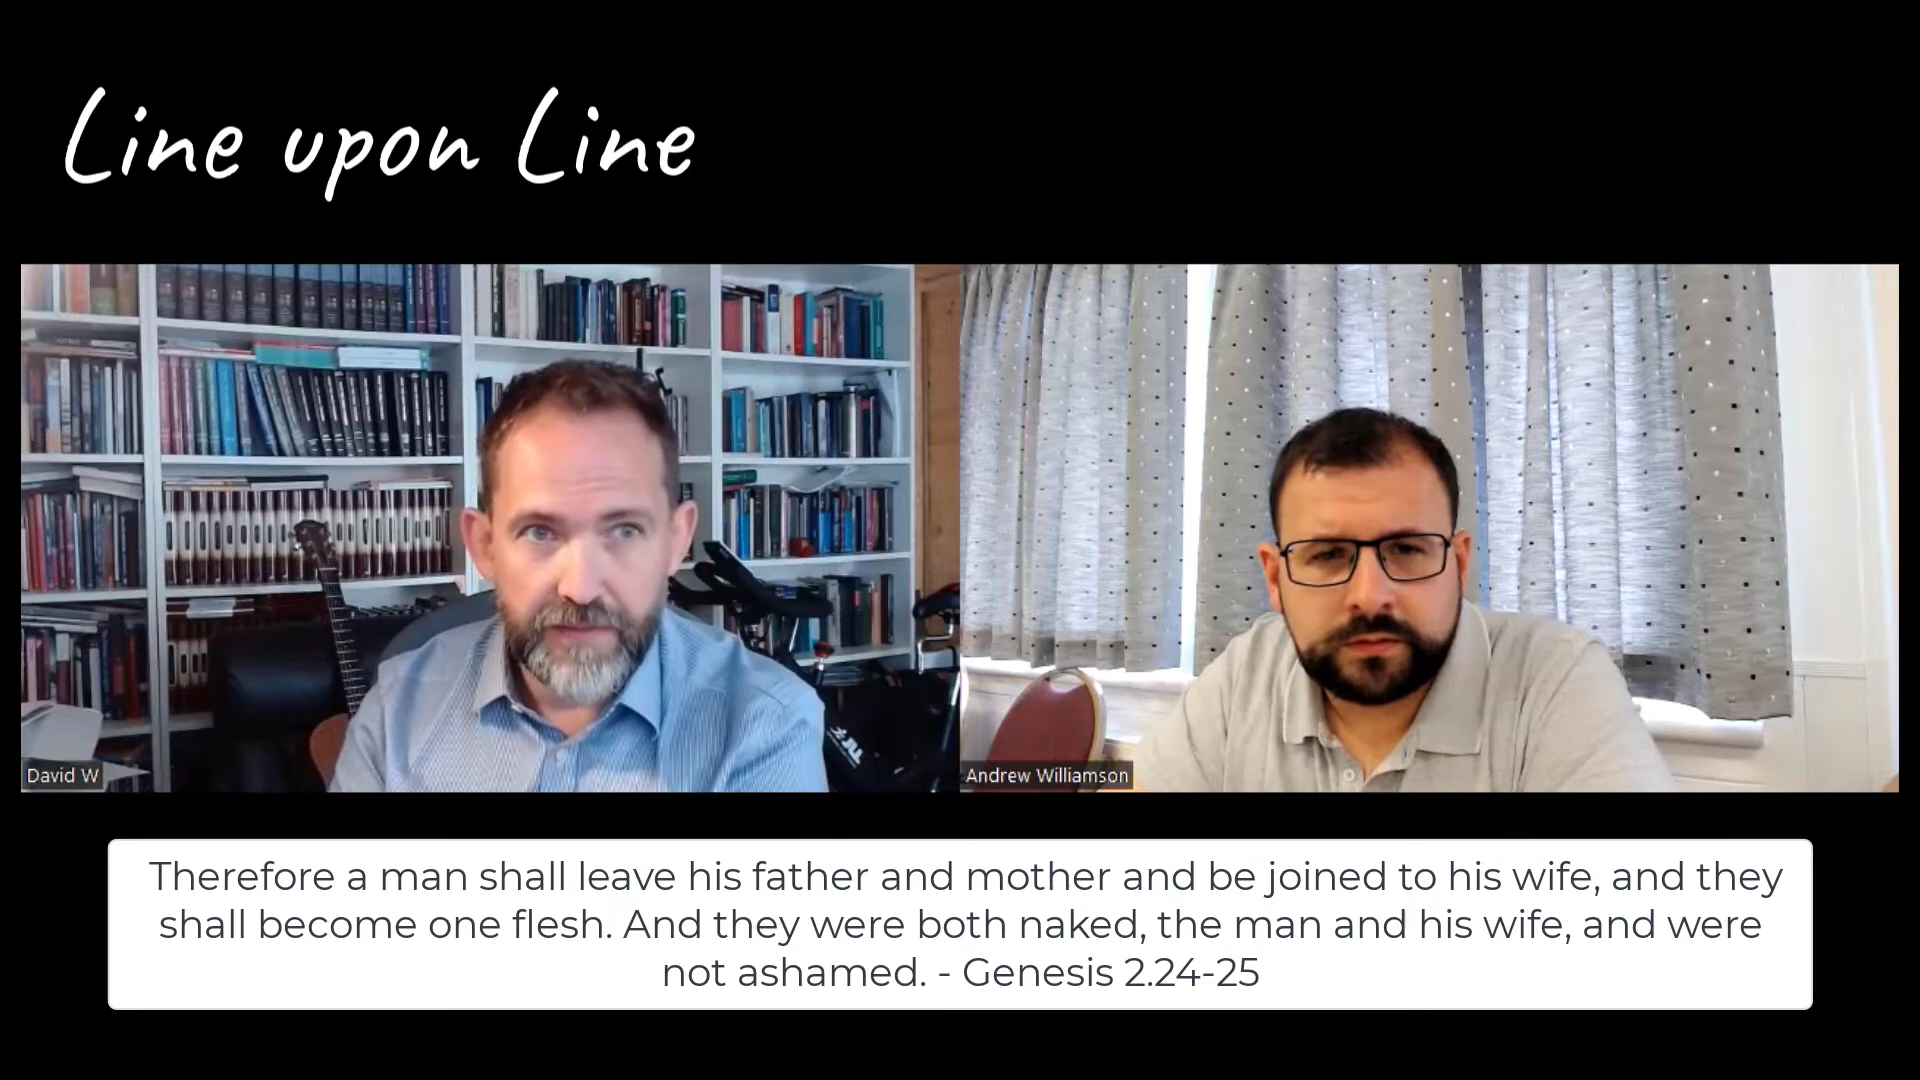 Line upon Line
David W
Andrew Williamson
Therefore a man shall leave his father and mother and be joined to his wife, and they
shall become one flesh. And they were both naked, the man and his wife, and were
not ashamed. - Genesis 2.24-25